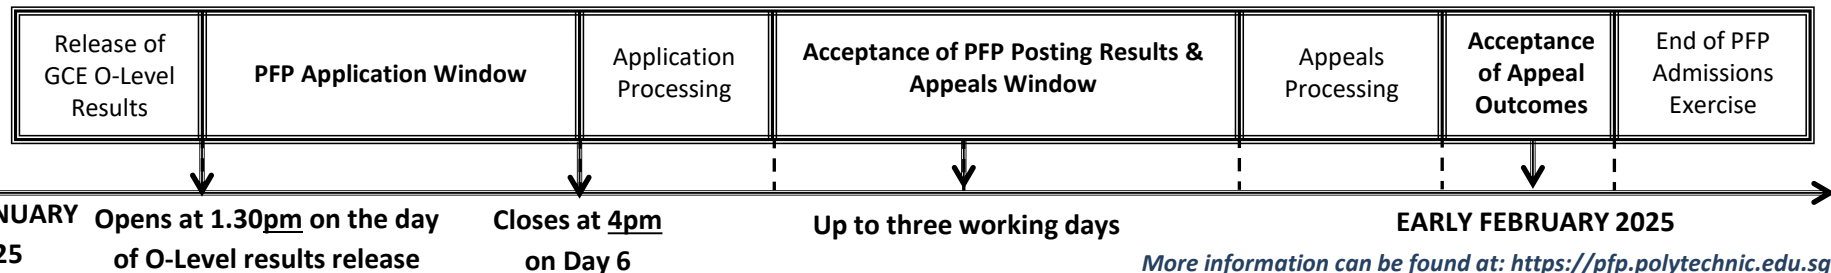 Release of
GCE O-Level
Results
PFP Application Window
Application
Processing
Acceptance of PFP Posting Results &
Appeals Window
Appeals
Processing
Acceptance
of Appeal
Outcomes
End of PFP
Admissions
Exercise
NUARY
25
Opens at 1.30pm on the day
of O-Level results release
Closes at 4pm
on Day 6
Up to three working days
EARLY FEBRUARY 2025
More information can be found at: https://pfp.polytechnic.edu.sg